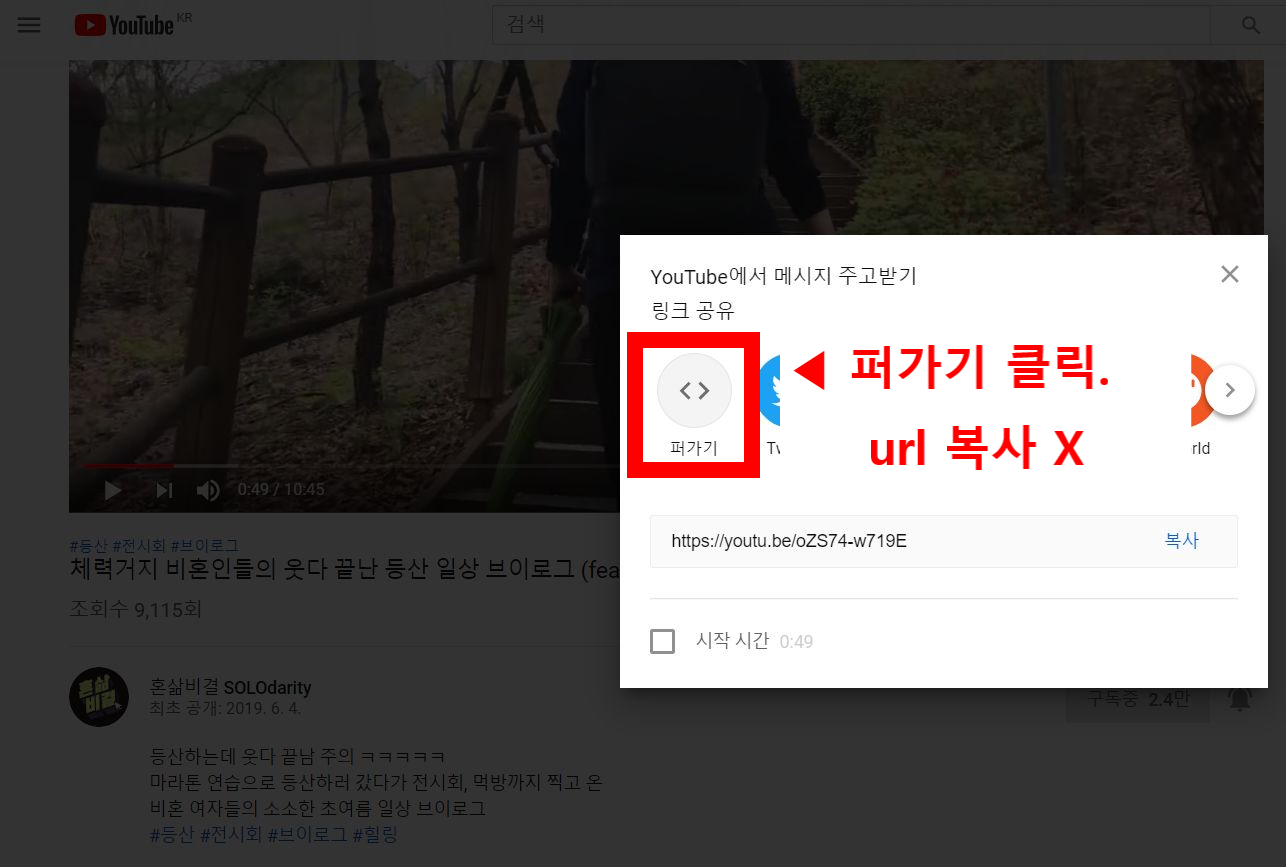 YouTube KR
검색
YouTube에서 메시지 주고받기
링크 공유
퍼가기 클릭.
url 복사 X
퍼가기
Tv
rld
https://youtu.be/oZS74-w719E 복사
시작 시간 0:49
0:49 / 10:45
#등산 #전시회 #브이로그
체력거지 비혼인들의 웃다 끝난 등산 일상 브이로그 (fea
조회수 9,115회
혼삶비결
혼삶비결 SOLOdarity
최초 공개: 2019. 6. 4.
구독중 2.4만
등산하는데 웃다 끝남 주의 ㅋㅋㅋㅋㅋ
마라톤 연습으로 등산하러 갔다가 전시회, 먹방까지 찍고 온
비혼 여자들의 소소한 초여름 일상 브이로그
#등산 #전시회 #브이로그 #힐링